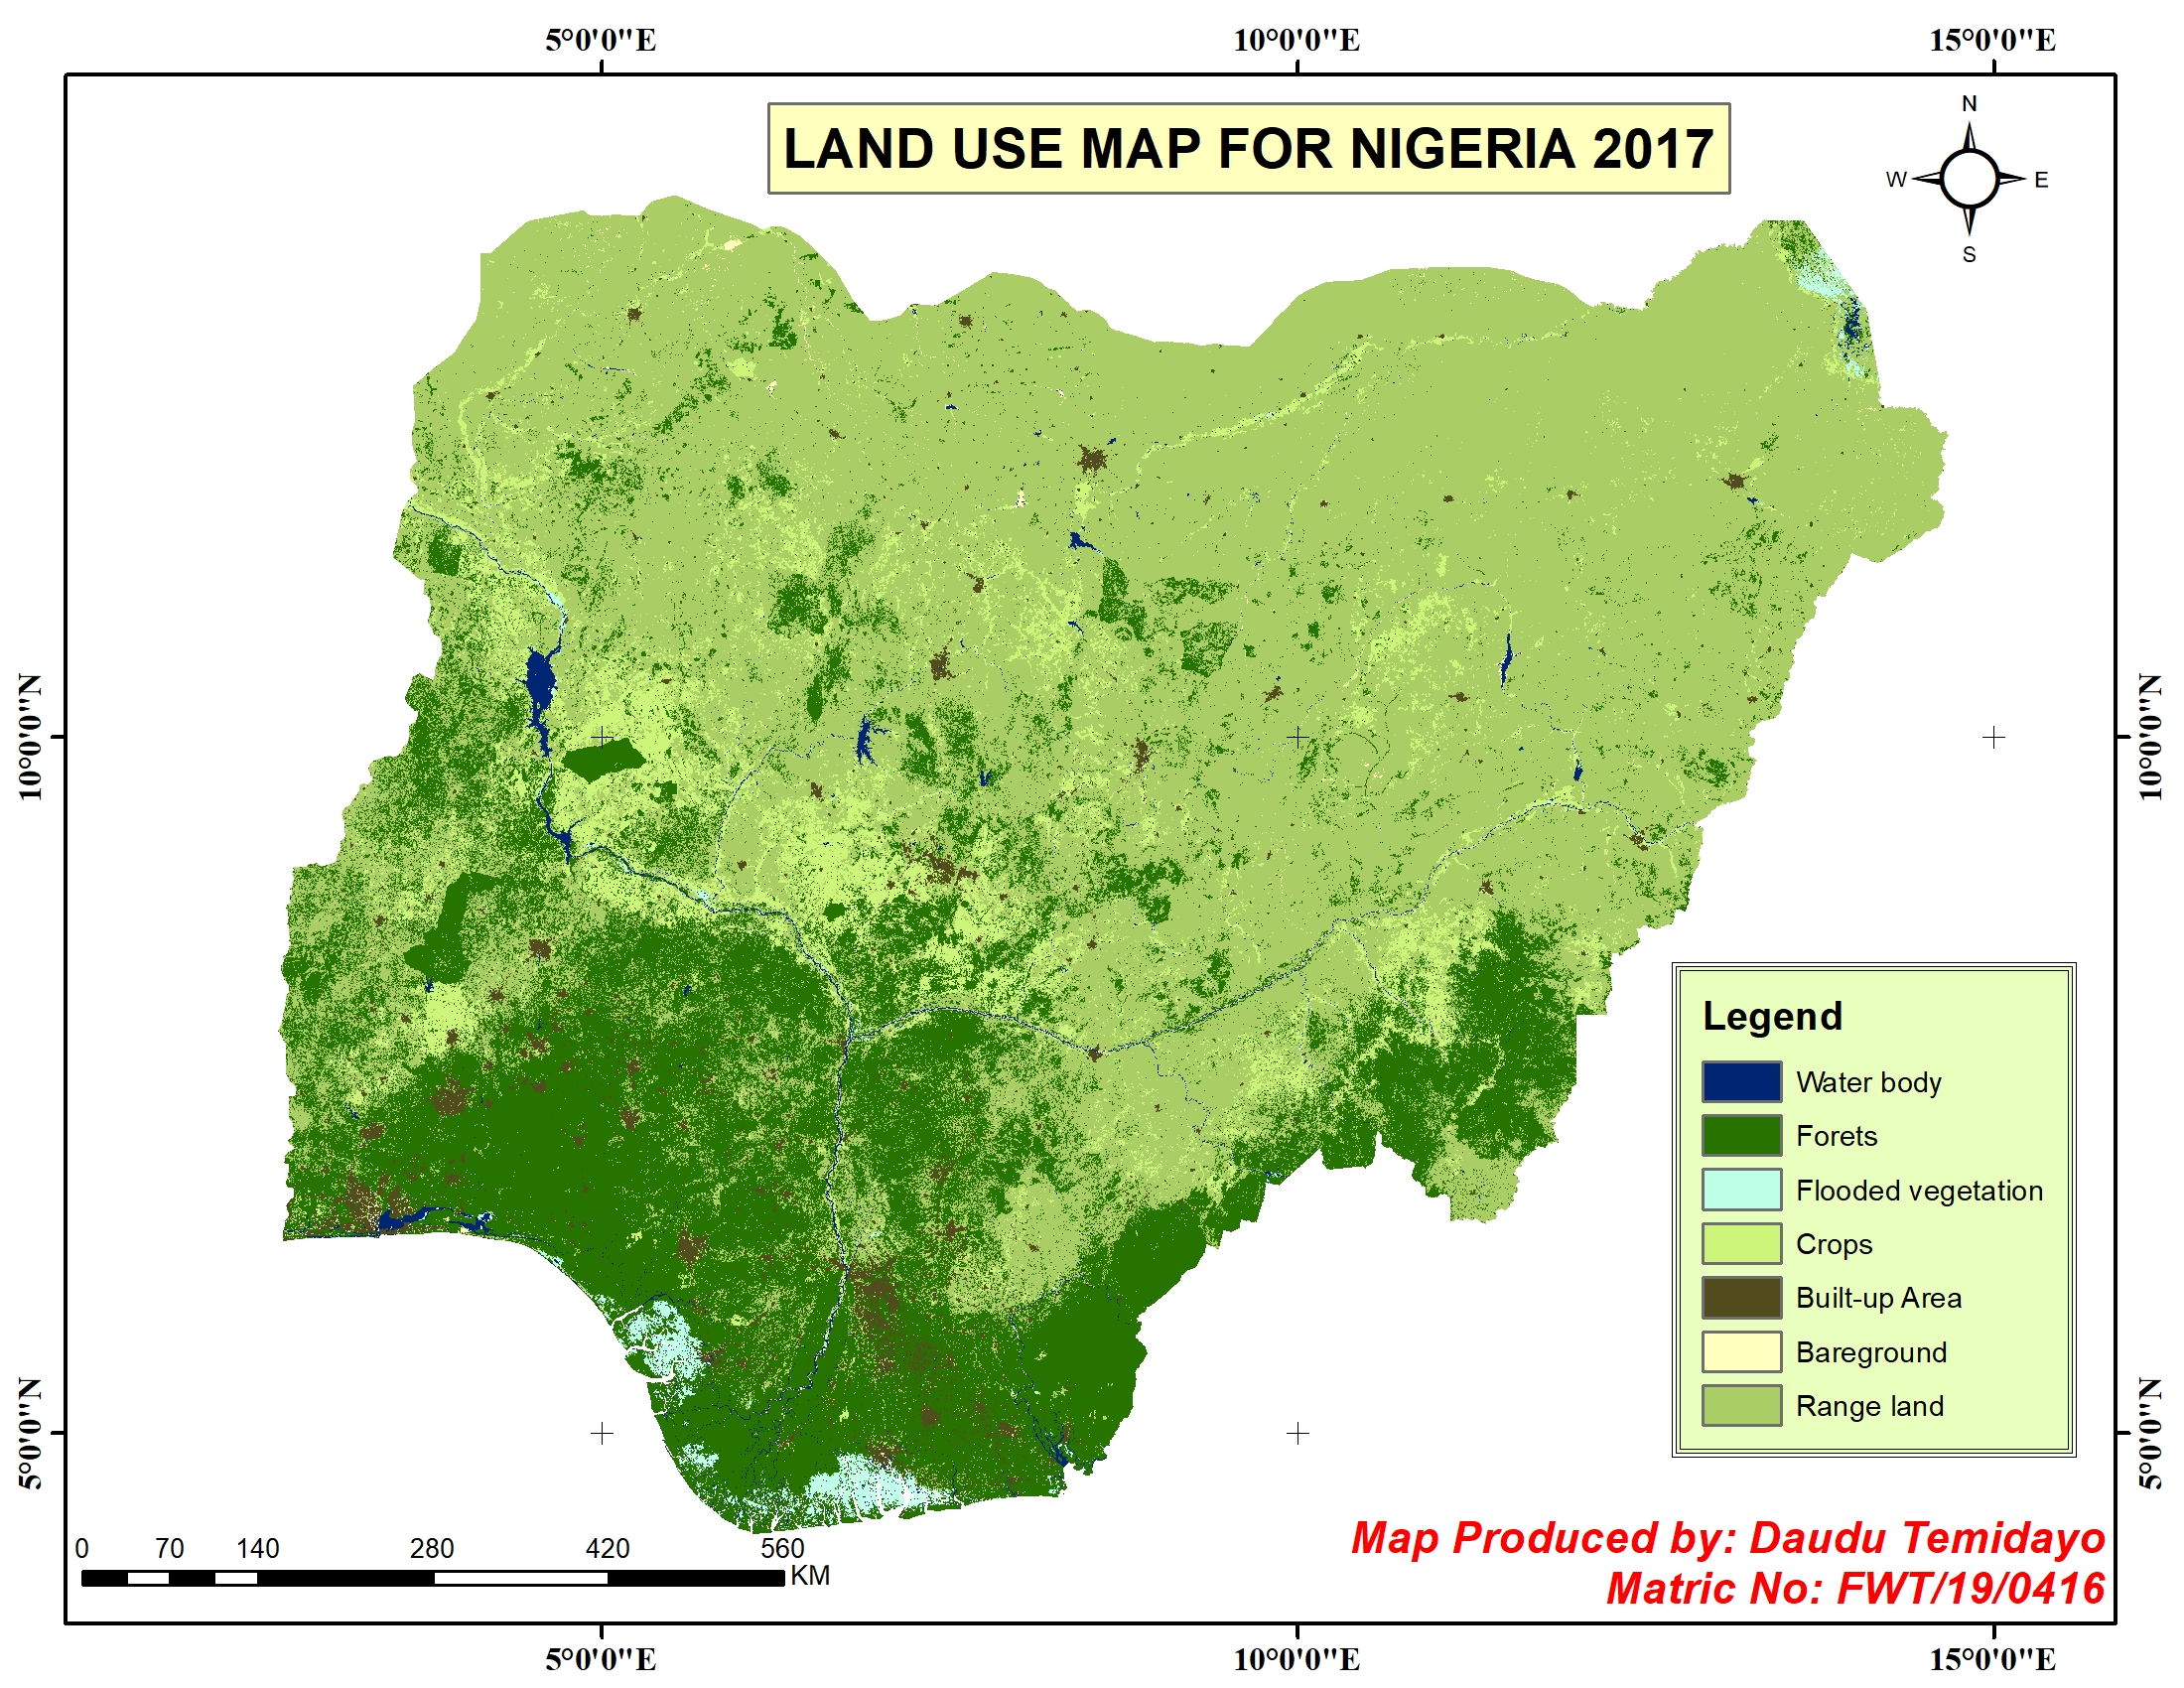 5°0'0"E
10°0'0"E
15°0'0"E
LAND USE MAP FOR NIGERIA 2017
N
W
E
S
10°0'0"N
10°0'0"N
Legend
Water body
Forets
Flooded vegetation
Crops
Built-up Area
Bareground
Range land
5°0'0"N
5°0'0"N
0 70 140 280 420 560
KM
Map Produced by: Daudu Temidayo
Matric No: FWT/19/0416
5°0'0"E
10°0'0"E
15°0'0"E